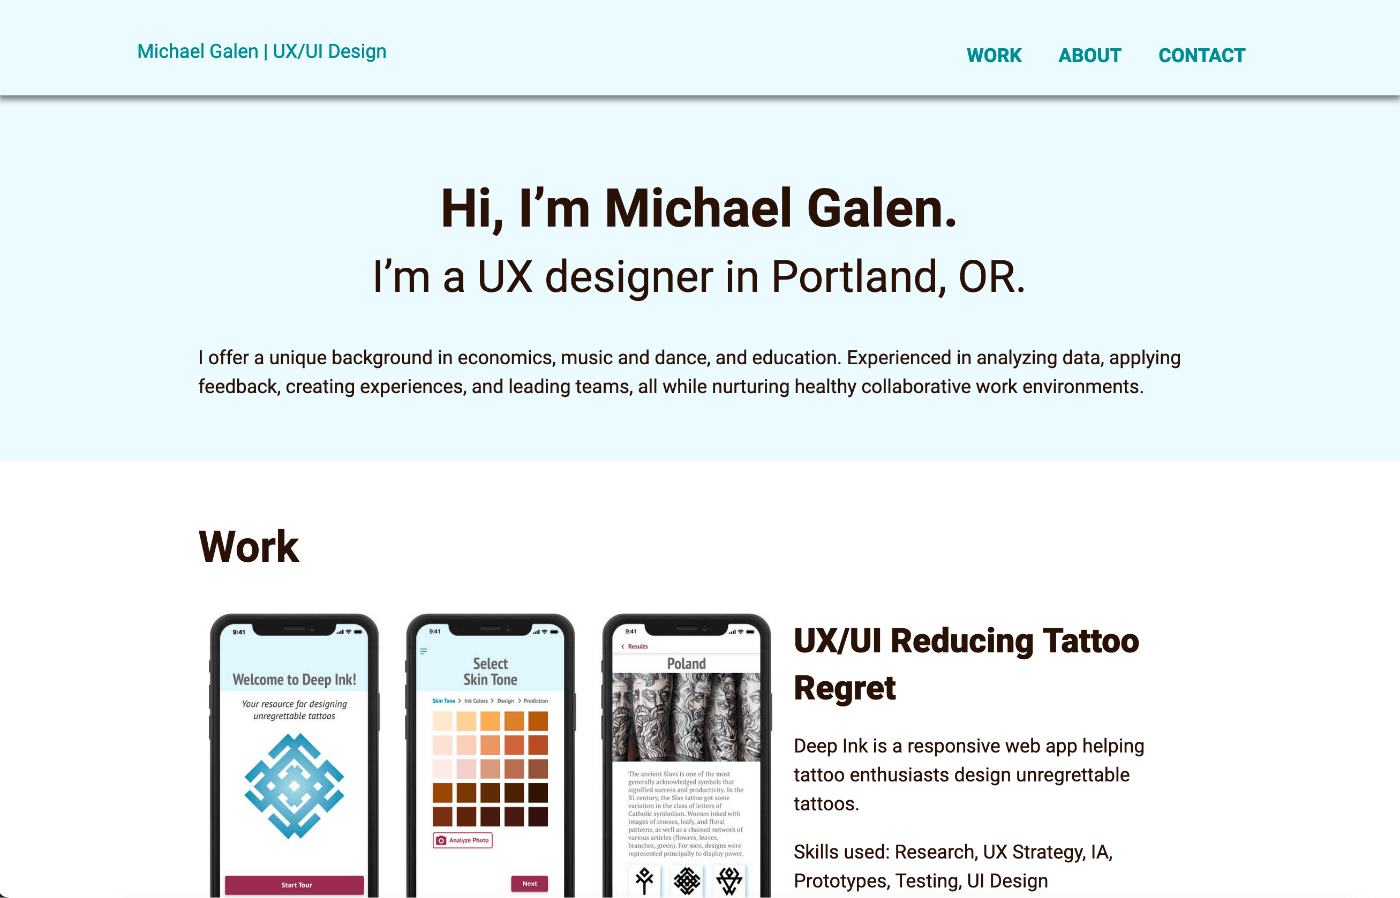 Michael Galen | UX/UI Design
WORK ABOUT CONTACT
Hi, I’m Michael Galen.
I’m a UX designer in Portland, OR.
I offer a unique background in economics, music and dance, and education. Experienced in analyzing data, applying
feedback, creating experiences, and leading teams, all while nurturing healthy collaborative work environments.
Work
9:41
Welcome to Deep Ink!
Your resource for designing
unregrettable tattoos
Start Tour
9:41
Select
Skin Tone
Skin Tone > Ink Colors > Design > Prediction
Analyze Photo
Next
9:41
< Results
Poland
The ancient Slavs is one of the most
generally acknowledged symbols that
signified success and productivity. In the
XI century, the Slav tattoo got some
variation in the class of letters of
Catholic symbolism. Women inked with
images of crosses, leafy, and floral
patterns, as well as a chained network of
various articles (flowers, leaves,
branches, green). For men, designs were
represented principally to display power.
UX/UI Reducing Tattoo
Regret
Deep Ink is a responsive web app helping
tattoo enthusiasts design unregrettable
tattoos.
Skills used: Research, UX Strategy, IA,
Prototypes, Testing, UI Design